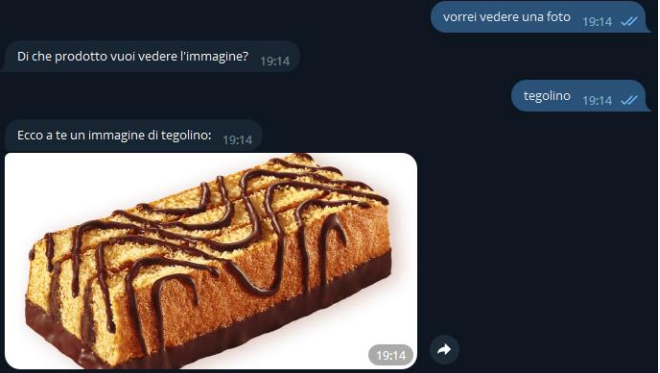 vorrei vedere una foto 19:14
Di che prodotto vuoi vedere l'immagine? 19:14
tegolino 19:14
Ecco a te un immagine di tegolino: 19:14
19:14